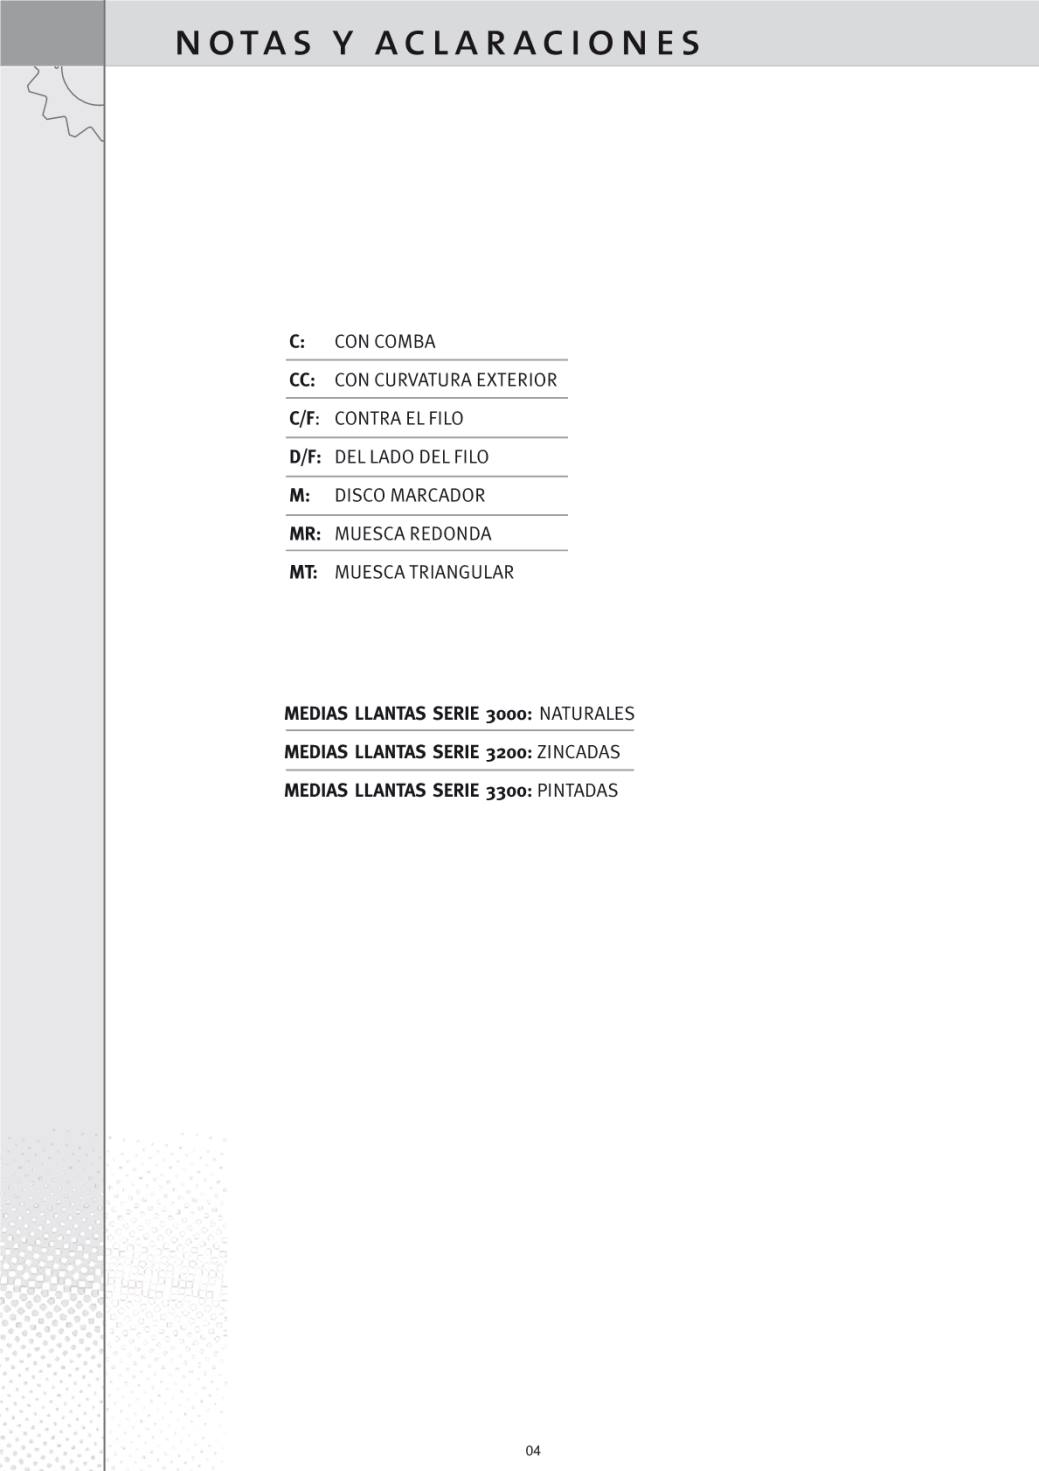 NOTAS Y ACLARACIONES
C: CON COMBA
CC: CON CURVATURA EXTERIOR
C/F: CONTRA EL FILO
D/F: DEL LADO DEL FILO
M: DISCO MARCADOR
MR: MUESCA REDONDA
MT: MUESCA TRIANGULAR
MEDIAS LLANTAS SERIE 3000: NATURALES
MEDIAS LLANTAS SERIE 3200: ZINCADAS
MEDIAS LLANTAS SERIE 3300: PINTADAS
04